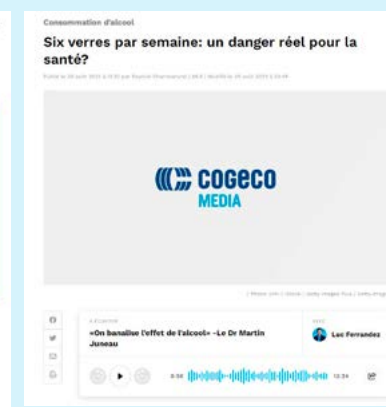 Consommation d'alcool
Six verres par semaine: un danger réel pour la
santé?
COGECO
MEDIA
«On banalise l'effet de l'alcool» -Le Dr Martin
Juneau
Luc Ferrandez